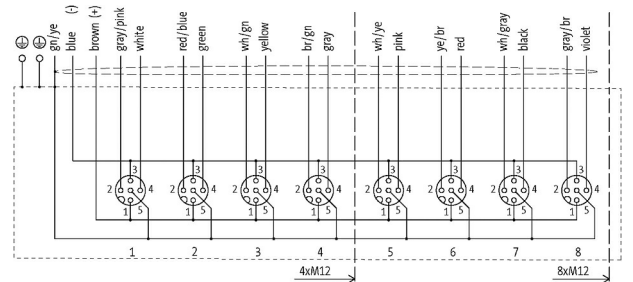 gn/ye
blue (-)
brown (+)
gray/pink
white
red/blue
green
wh/gn
yellow
br/gn
gray
wh/ye
pink
ye/br
red
wh/gray
black
gray/br
violet
3 3 3 3 3 3 3 3
2 4 2 4 2 4 2 4 2 4 2 4 2 4 2 4
1 5 1 5 1 5 1 5 1 5 1 5 1 5 1 5
1 2 3 4 5 6 7 8
4xM12 8xM12